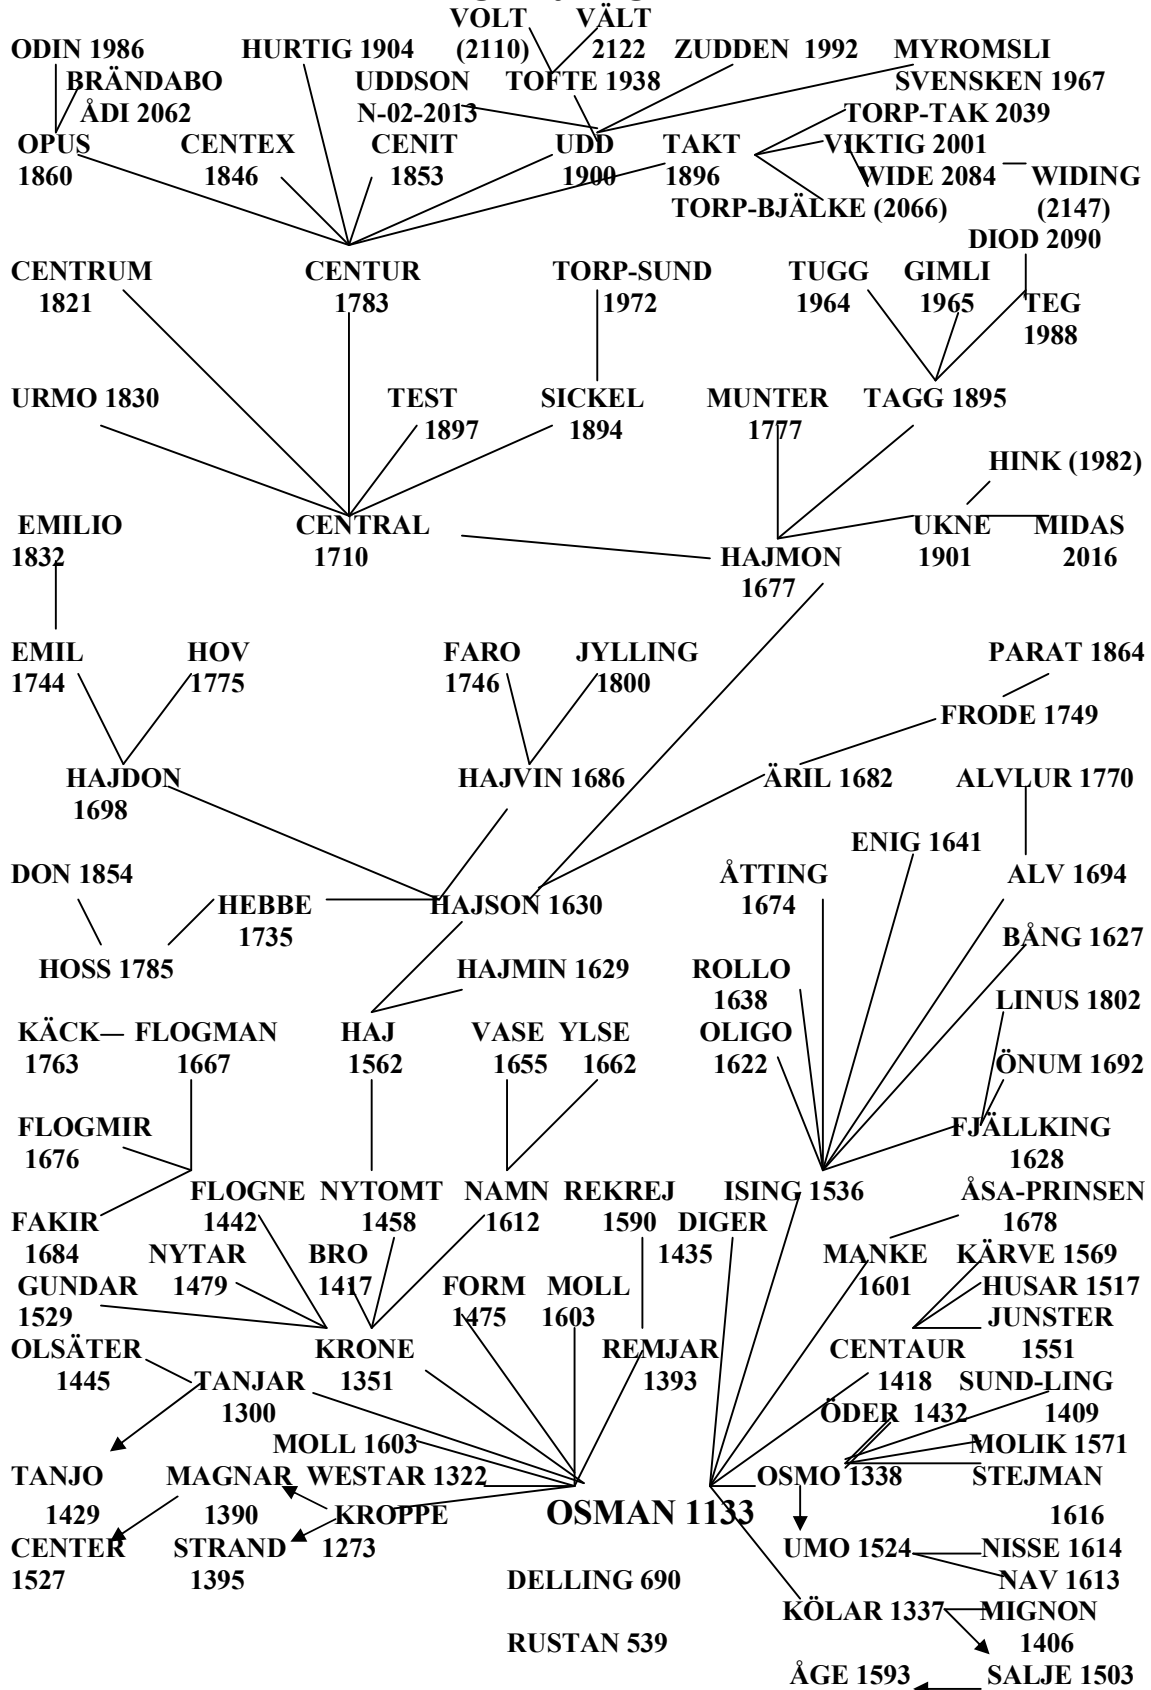 VOLT VÄLT
ODIN 1986 HURTIG 1904 (2110) 2122 ZUDDEN 1992 MYROMSLI
BRÄNDABO UDDSON TOFTE 1938 SVENSKEN 1967
ÅDI 2062 N-02-2013 TORP-TAK 2039
OPUS CENTEX CENIT UDD TAKT VIKTIG 2001
1860 1846 1853 1900 1896 WIDE 2084 WIDING
TORP-BJÄLKE (2066) (2147)
DIOD 2090
CENTRUM CENTUR TORP-SUND TUGG GIMLI
1821 1783 1972 1964 1965 TEG
1988
URMO 1830 TEST SICKEL MUNTER TAGG 1895
1897 1894 1777
HINK (1982)
EMILIO CENTRAL UKNE MIDAS
1832 1710 HAJMON 1901 2016
1677
EMIL HOV FARO JYLLING PARAT 1864
1744 1775 1746 1800
FRODE 1749
HAJDON HAJVIN 1686 ÄRIL 1682 ALVLUR 1770
1698
ENIG 1641
DON 1854 ÅTTING ALV 1694
HEBBE HAJSON 1630 1674
1735 BÅNG 1627
HOSS 1785 HAJMIN 1629 ROLLO
1638 LINUS 1802
KÄCK FLOGMAN HAJ VASE YLSE OLIGO
1763 1667 1562 1655 1662 1622 ÖNUM 1692
FLOGMIR FJÄLLKING
1676 1628
FLOGNE NYTOMT NAMN REKREJ ISING 1536 ÅSA-PRINSEN
FAKIR 1442 1458 1612 1590 DIGER 1678
1684 NYTAR BRO 1435 MANKE KÄRVE 1569
GUNDAR 1479 1417 FORM MOLL 1601 HUSAR 1517
1529 1475 1603 JUNSTER
OLSÄTER KRONE REMJAR CENTAUR 1551
1445 TANJAR 1351 1393 1418 SUND-LING
1300 ÖDER 1432 1409
MOLL 1603 MOLIK 1571
TANJO MAGNAR WESTAR 1322 OSMO 1338 STEJMAN
1429 1390 KROPPE OSMAN 1133 1616
CENTER STRAND 1273 UMO 1524 NISSE 1614
1527 1395 DELLING 690 NAV 1613
KÖLAR 1337 MIGNON
RUSTAN 539 1406
ÅGE 1593 SALJE 1503